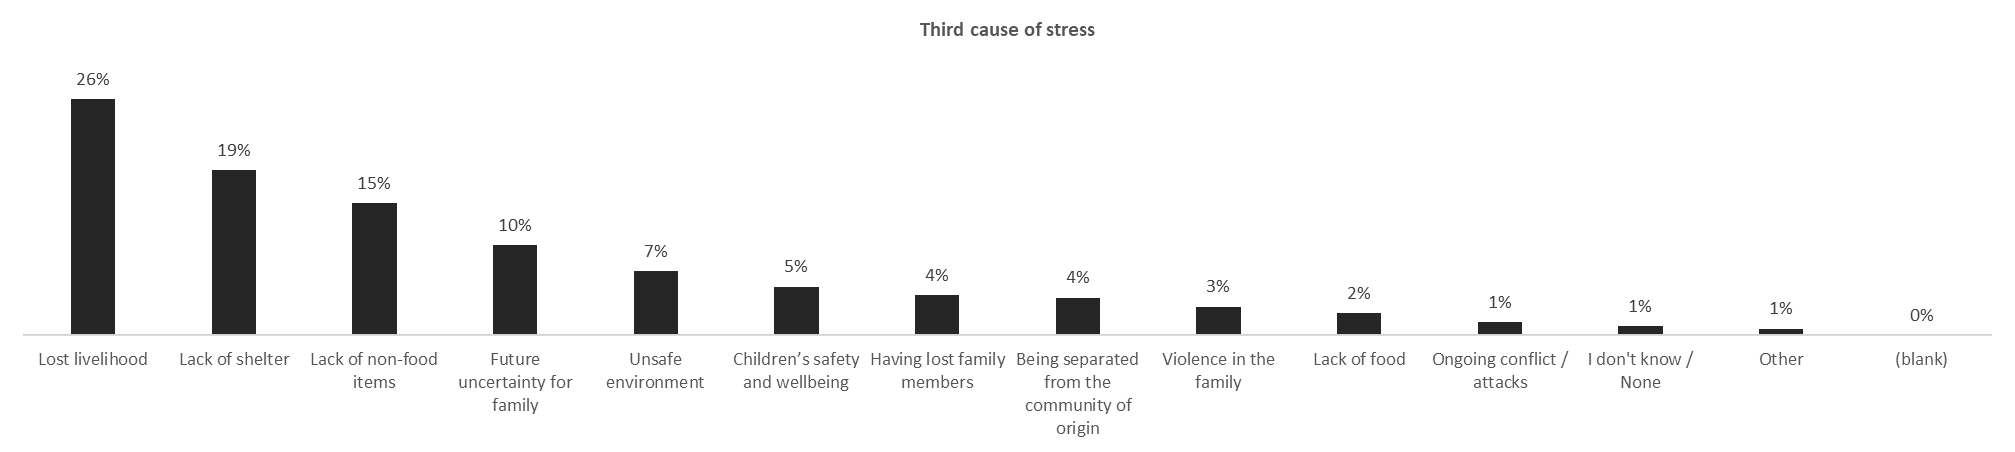 Third cause of stress
26%
19%
15%
10%
7%
5%
4%
4%
3%
2%
1%
1%
1%
0%
Lost livelihood
Lack of shelter
Lack of non-food
items
Future
uncertainty for
family
Unsafe
environment
Children’s safety
and wellbeing
Having lost family
members
Being separated
from the
community of
origin
Violence in the
family
Lack of food
Ongoing conflict /
attacks
I don't know /
None
Other
(blank)